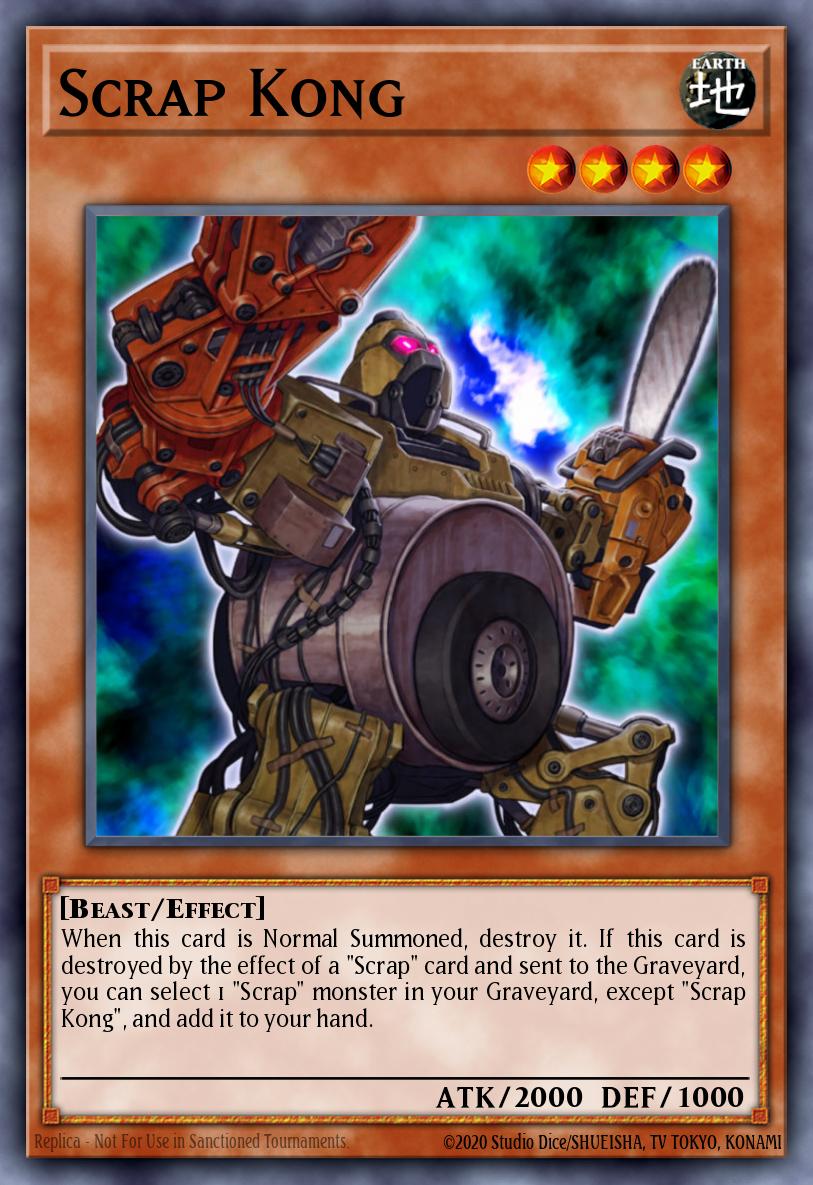 Scrap Kong
EARTH
地
[Beast/Effect]
When this card is Normal Summoned, destroy it. If this card is
destroyed by the effect of a "Scrap" card and sent to the Graveyard,
you can select 1 "Scrap" monster in your Graveyard, except "Scrap
Kong", and add it to your hand.
ATK/2000 DEF/1000
Replica - Not For Use in Sanctioned Tournaments.
©2020 Studio Dice/SHUEISHA, TV TOKYO, KONAMI